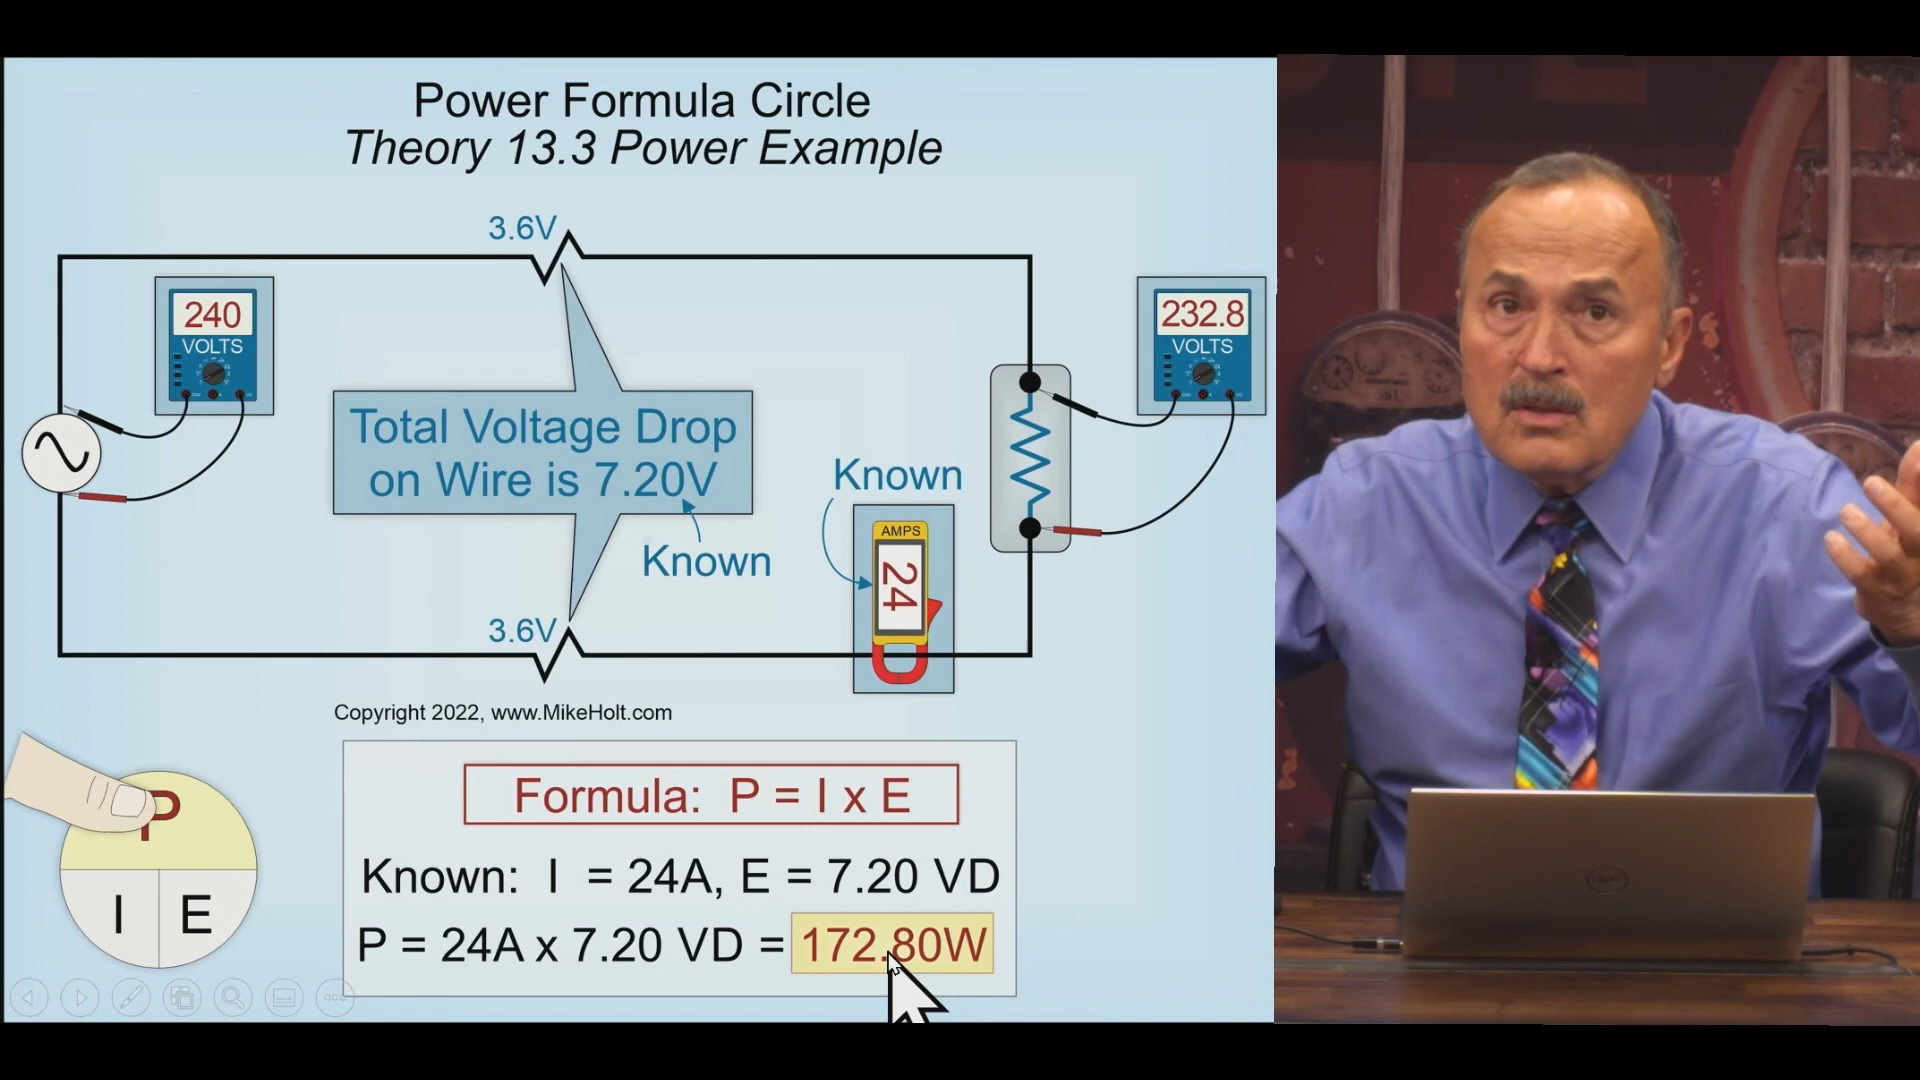 Power Formula Circle
Theory 13.3 Power Example
3.6V
240
VOLTS
232.8
VOLTS
Total Voltage Drop
on Wire is 7.20V
Known
Known
AMPS
24
3.6V
Copyright 2022, www.MikeHolt.com
P
I
E
Formula: P = I x E
Known: I = 24A, E = 7.20 VD
P = 24A x 7.20 VD = 172.80W